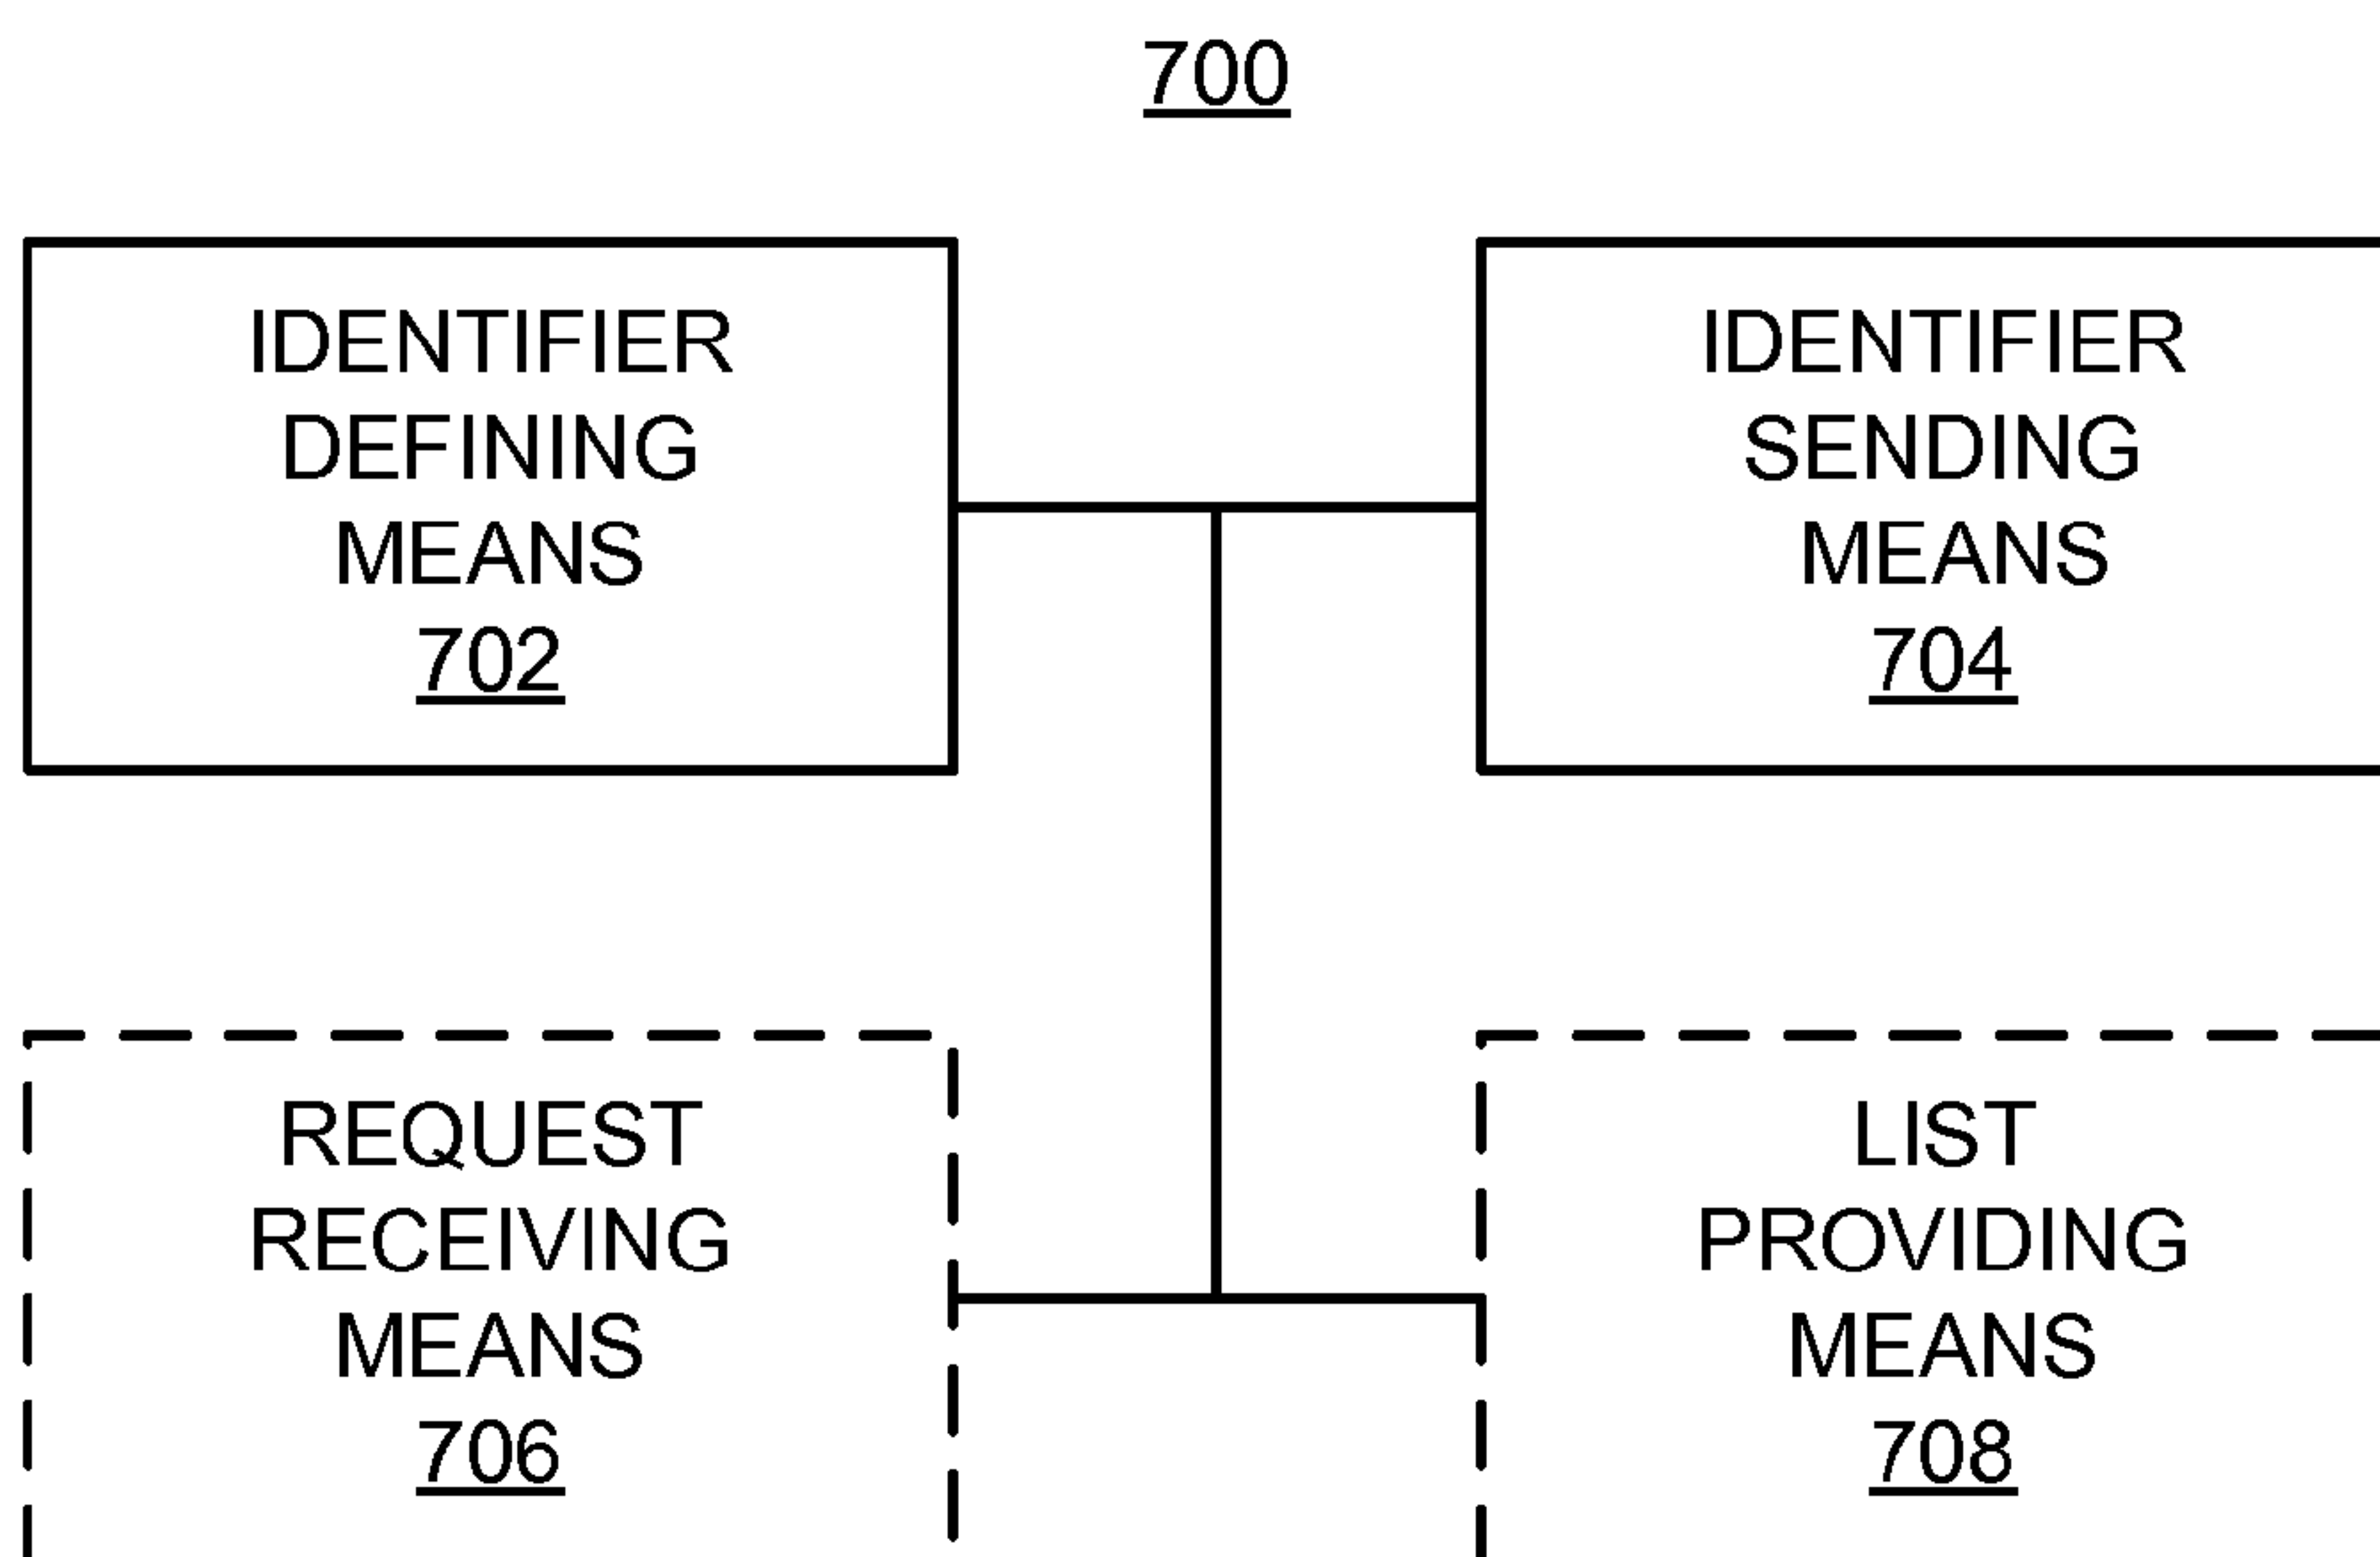 700
IDENTIFIER
DEFINING
MEANS
702
IDENTIFIER
SENDING
MEANS
704
REQUEST
RECEIVING
MEANS
706
LIST
PROVIDING
MEANS
708